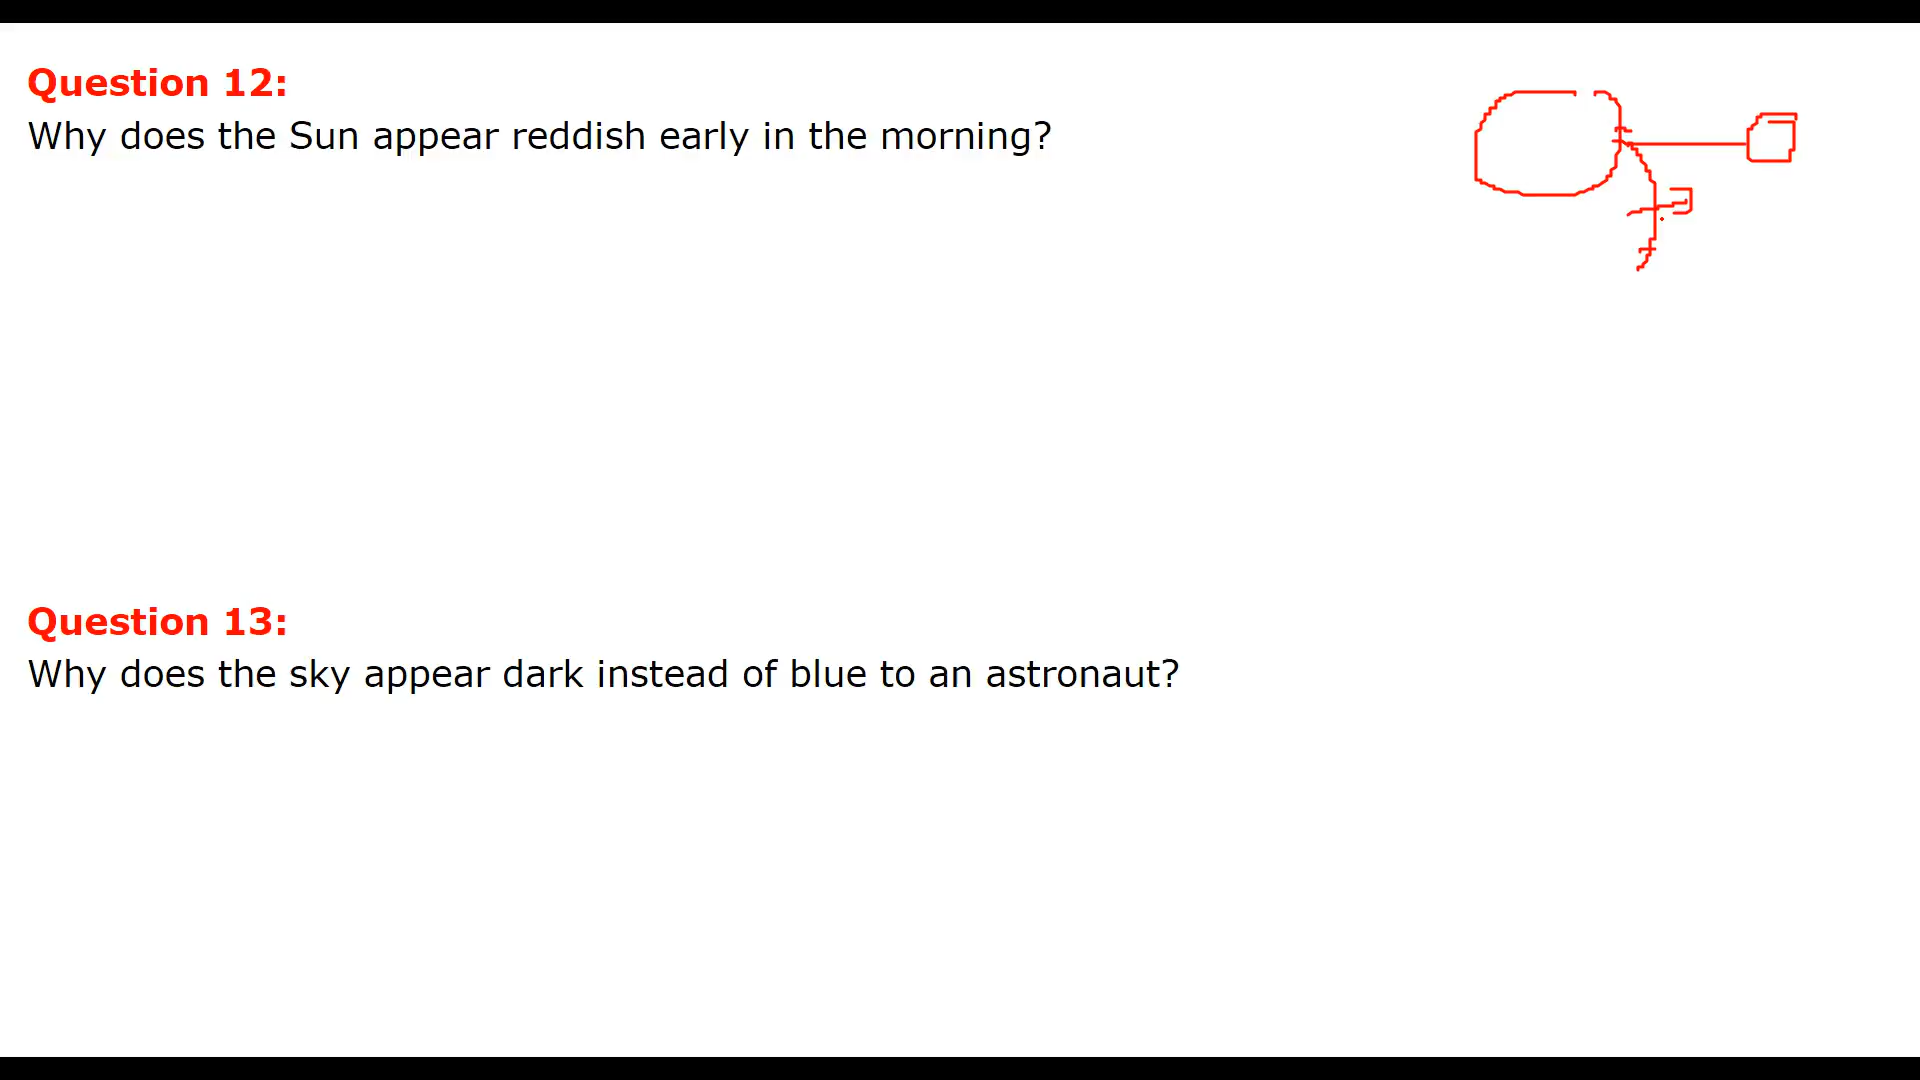 Question 12:
Why does the Sun appear reddish early in the morning?
Question 13:
Why does the sky appear dark instead of blue to an astronaut?